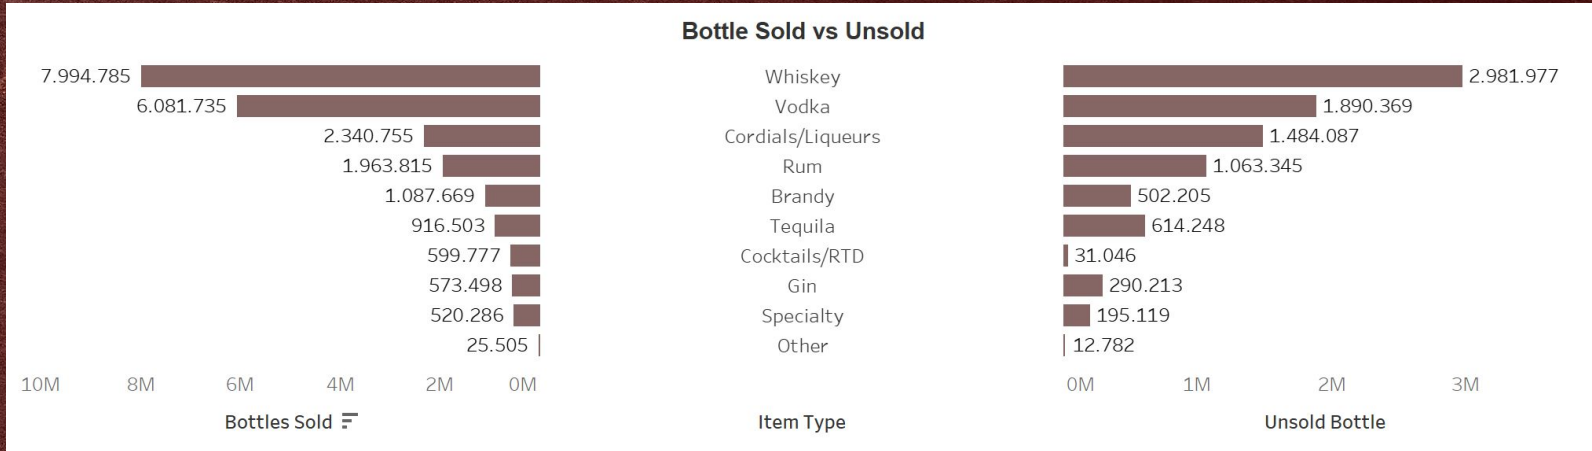 Bottle Sold vs Unsold
7.994.785 Whiskey 2.981.977
6.081.735 Vodka 1.890.369
2.340.755 Cordials/Liqueurs 1.484.087
1.963.815 Rum 1.063.345
1.087.669 Brandy 502.205
916.503 Tequila 614.248
599.777 Cocktails/RTD 31.046
573.498 Gin 290.213
520.286 Specialty 195.119
25.505 Other 12.782
10M 8M 6M 4M 2M 0M 0M 1M 2M 3M
Bottles Sold Item Type Unsold Bottle